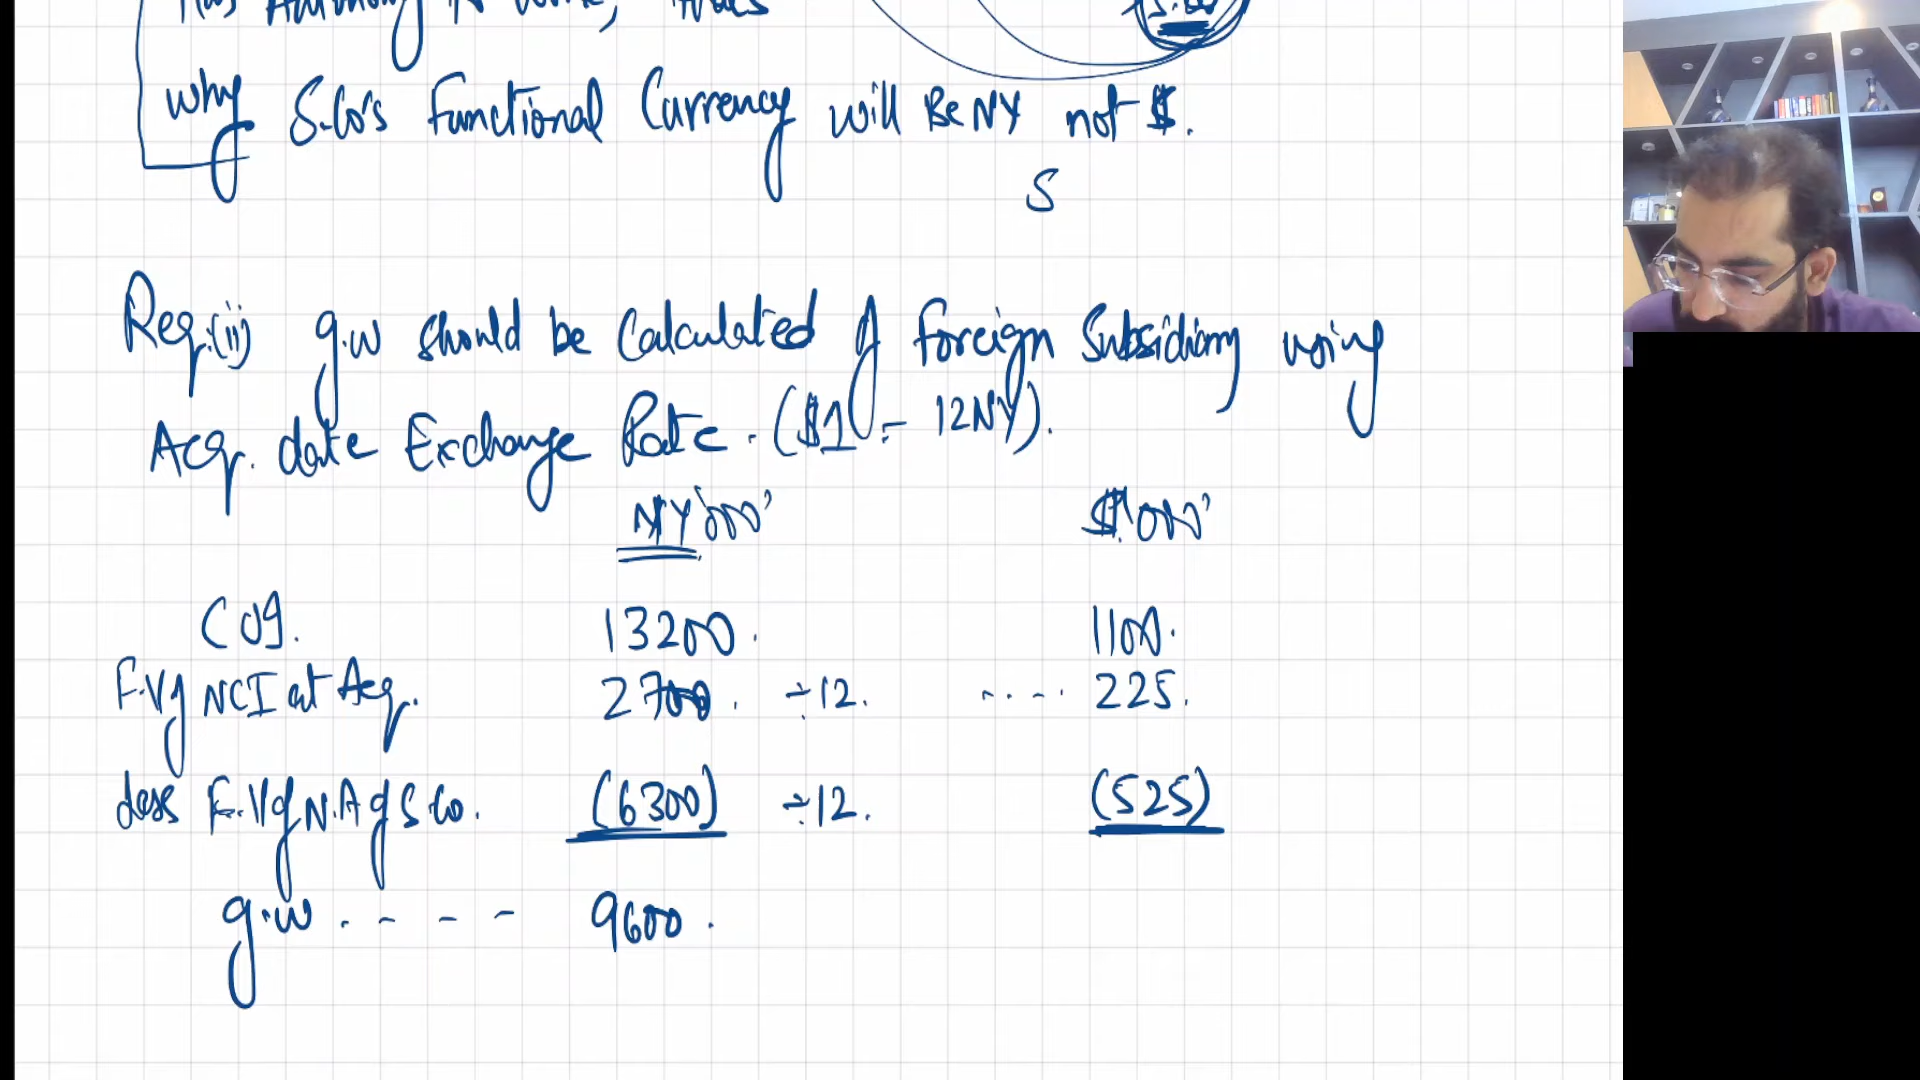 why S.Co's Functional Currency will Be NY not $.
S
Req.(ii) g.w should be Calculated of foreign Subsidiary using
Acq. date Exchange Rate. ($1 = 12NY).
NY'000' $'000'
COI. 13200. 1100.
F.V of NCI at Acq. 2700. ÷12. .... 225.
Less F.V of N.A of S.Co. (6300) ÷12. (525)
g.w. - - - 9600.